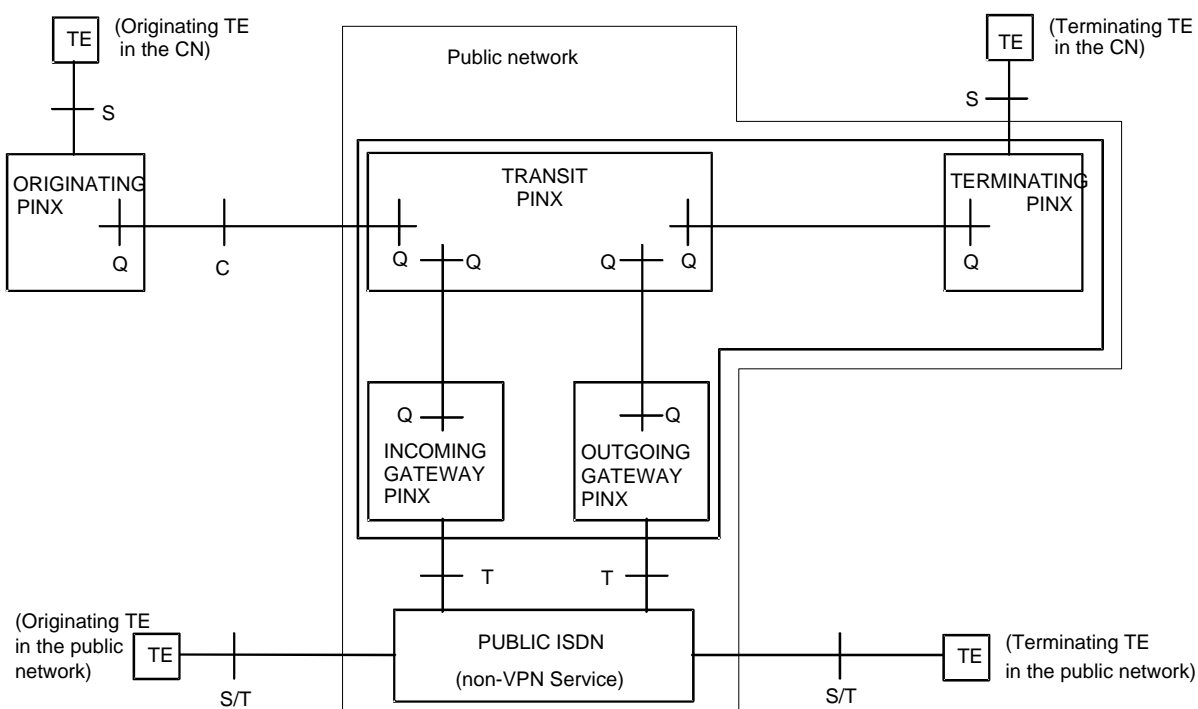 TE
(Originating TE
in the CN)
Public network
TE
(Terminating TE
in the CN)
S
S
ORIGINATING
PINX
TRANSIT
PINX
TERMINATING
PINX
Q
C
Q
Q
Q
Q
Q
Q
Q
INCOMING
GATEWAY
PINX
OUTGOING
GATEWAY
PINX
T
T
(Originating TE
in the public
network)
TE
S/T
PUBLIC ISDN
(non-VPN Service)
S/T
TE
(Terminating TE
in the public network)